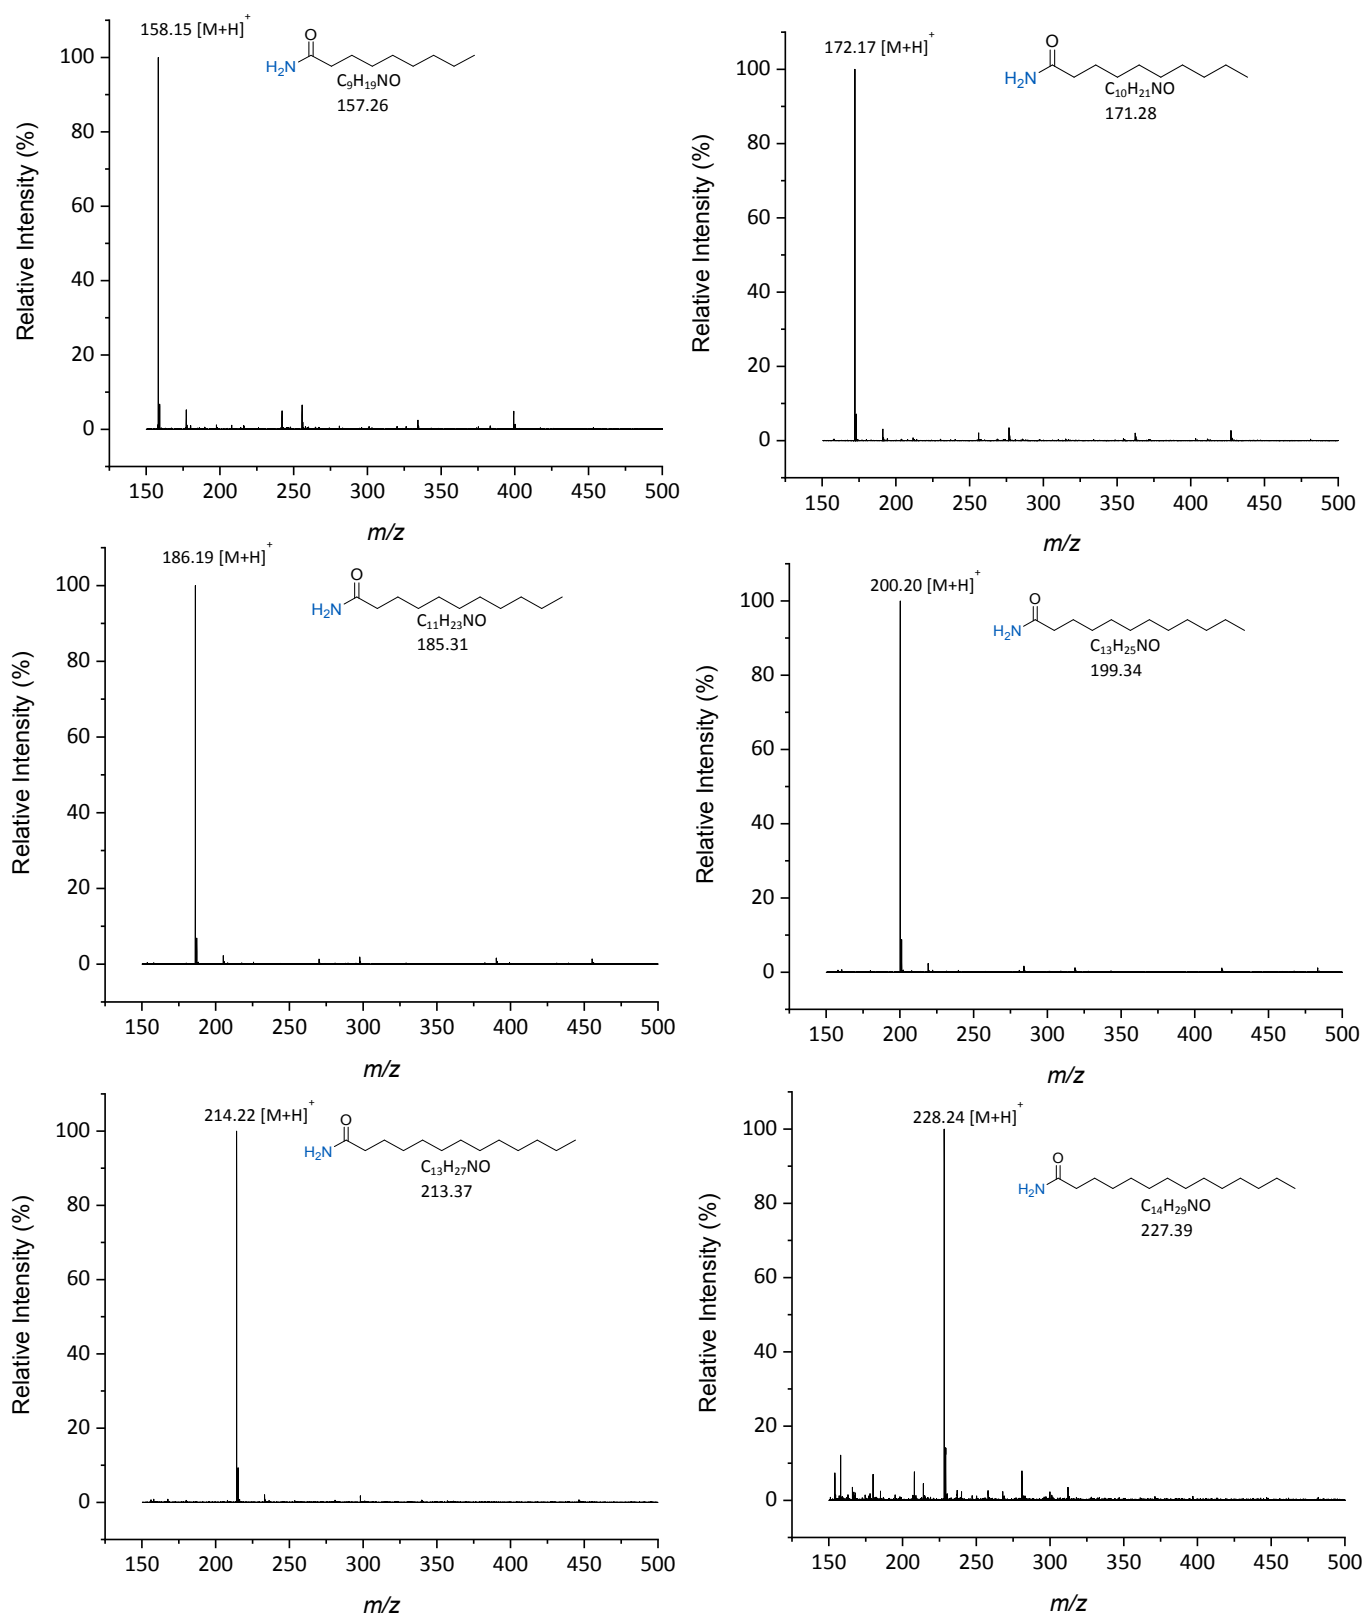 158.15 [M+H]+
O
H2N
C9H19NO
157.26
Relative Intensity (%)
100
80
60
40
20
0
150 200 250 300 350 400 450 500
m/z
172.17 [M+H]+
O
H2N
C10H21NO
171.28
Relative Intensity (%)
100
80
60
40
20
0
150 200 250 300 350 400 450 500
m/z
186.19 [M+H]+
O
H2N
C11H23NO
185.31
Relative Intensity (%)
100
80
60
40
20
0
150 200 250 300 350 400 450 500
m/z
200.20 [M+H]+
O
H2N
C13H25NO
199.34
Relative Intensity (%)
100
80
60
40
20
0
150 200 250 300 350 400 450 500
m/z
214.22 [M+H]+
O
H2N
C13H27NO
213.37
Relative Intensity (%)
100
80
60
40
20
0
150 200 250 300 350 400 450 500
m/z
228.24 [M+H]+
O
H2N
C14H29NO
227.39
Relative Intensity (%)
100
80
60
40
20
0
150 200 250 300 350 400 450 500
m/z